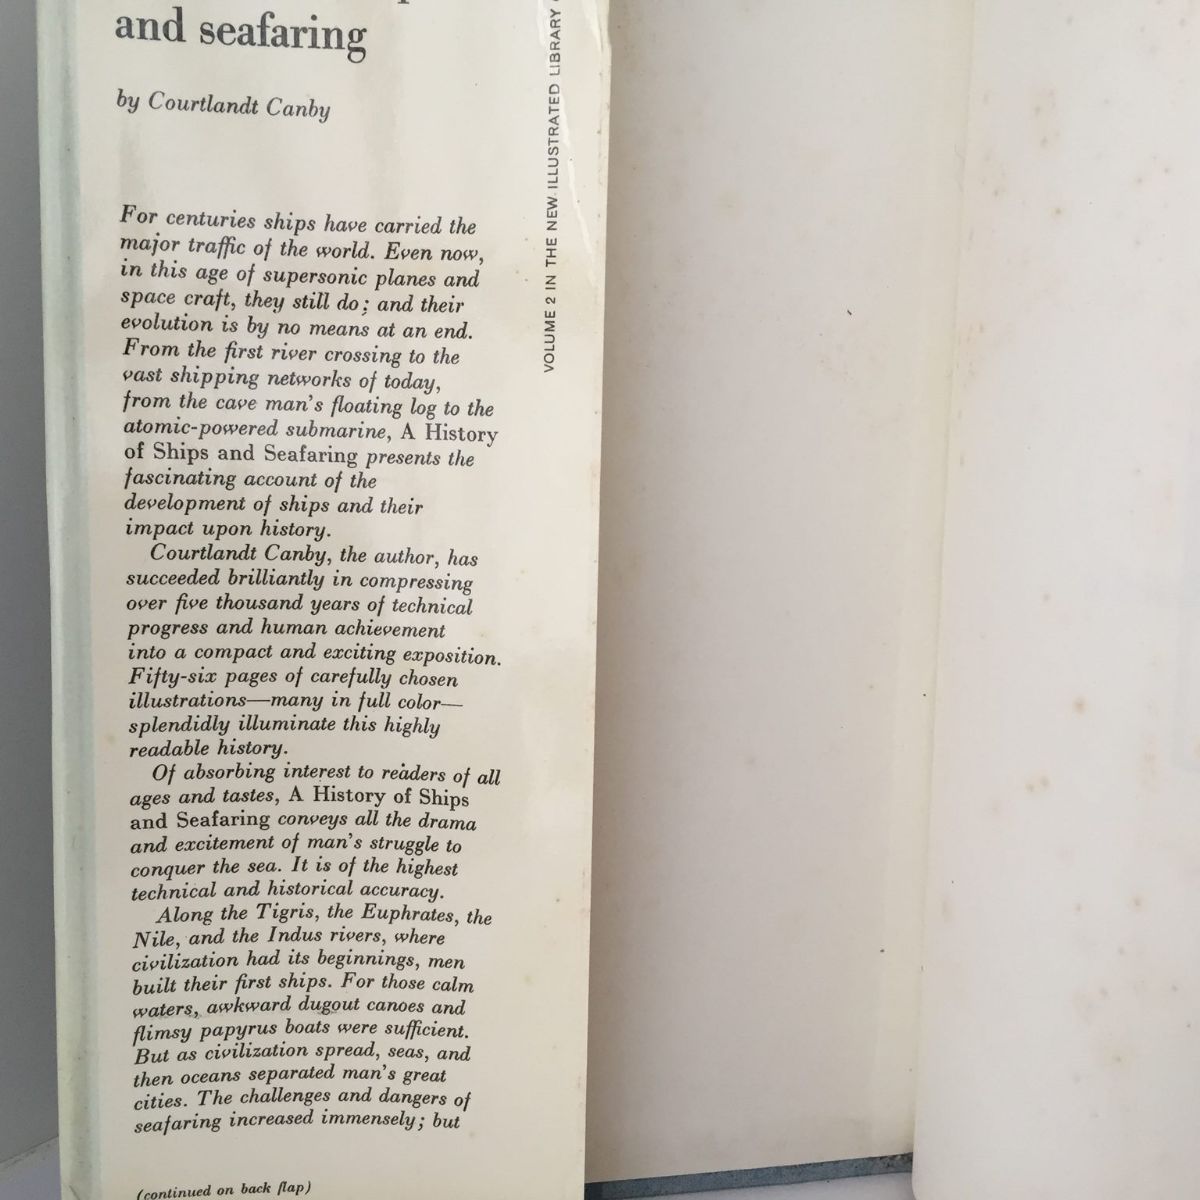 and seafaring
by Courtlandt Canby
For centuries ships have carried the
major traffic of the world. Even now,
in this age of supersonic planes and
space craft, they still do; and their
evolution is by no means at an end.
From the first river crossing to the
vast shipping networks of today,
from the cave man's floating log to the
atomic-powered submarine, A History
of Ships and Seafaring presents the
fascinating account of the
development of ships and their
impact upon history.
Courtlandt Canby, the author, has
succeeded brilliantly in compressing
over five thousand years of technical
progress and human achievement
into a compact and exciting exposition.
Fifty-six pages of carefully chosen
illustrations—many in full color—
splendidly illuminate this highly
readable history.
Of absorbing interest to readers of all
ages and tastes, A History of Ships
and Seafaring conveys all the drama
and excitement of man's struggle to
conquer the sea. It is of the highest
technical and historical accuracy.
Along the Tigris, the Euphrates, the
Nile, and the Indus rivers, where
civilization had its beginnings, men
built their first ships. For those calm
waters, awkward dugout canoes and
flimsy papyrus boats were sufficient.
But as civilization spread, seas, and
then oceans separated man's great
cities. The challenges and dangers of
seafaring increased immensely; but
(continued on back flap)
VOLUME 2 IN THE NEW ILLUSTRATED LIBRARY